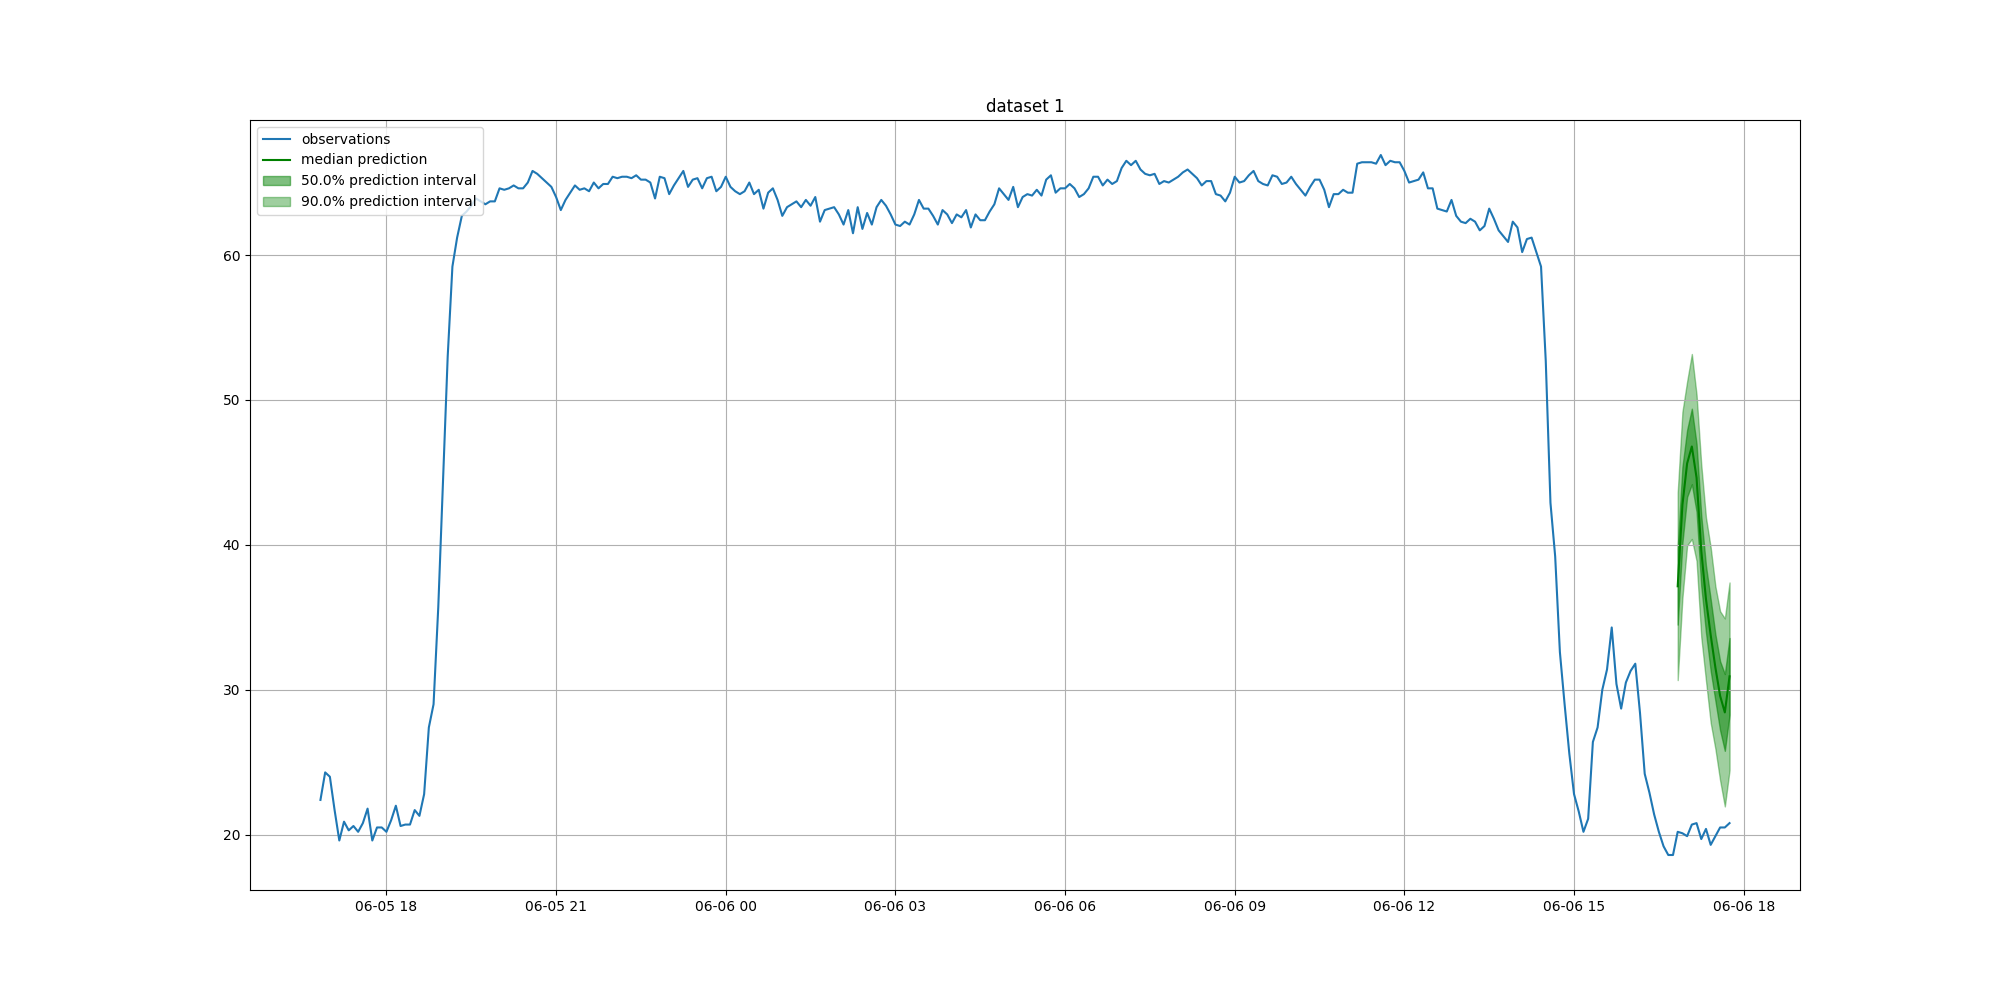 dataset 1
observations
median prediction
50.0% prediction interval
90.0% prediction interval
60
50
40
30
20
06-05 18
06-05 21
06-06 00
06-06 03
06-06 06
06-06 09
06-06 12
06-06 15
06-06 18